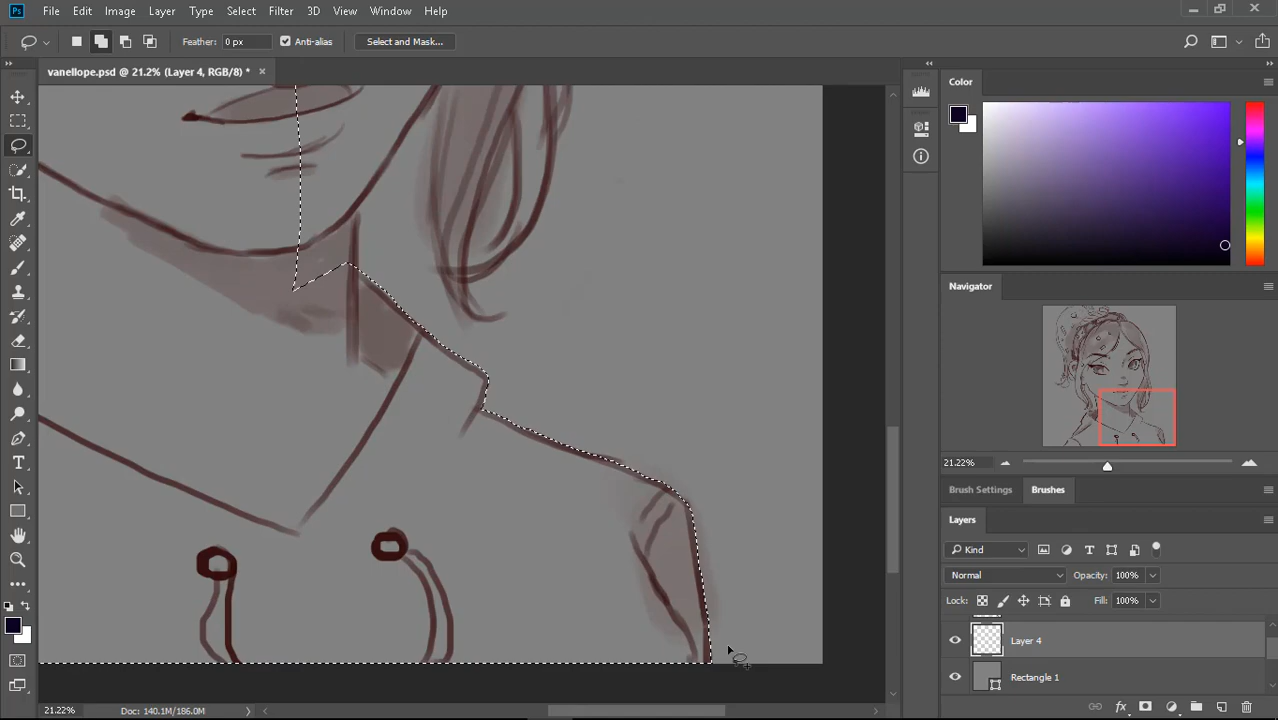 Ps File Edit Image Layer Type Select Filter 3D View Window Help
Feather: 0 px Anti-alias Select and Mask...
vanellope.psd @ 21.2% (Layer 4, RGB/8) *
Color
Navigator
21.22%
Brush Settings Brushes
Layers
Kind
Normal Opacity: 100%
Lock: Fill: 100%
Layer 4
Rectangle 1
21.22% Doc: 140.1M/186.0M